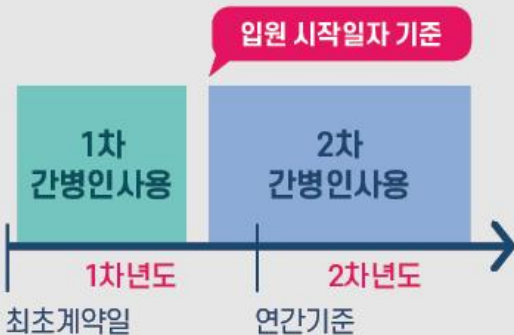 입원 시작일자 기준
1차
간병인사용
2차
간병인사용
1차년도
2차년도
최초계약일
연간기준